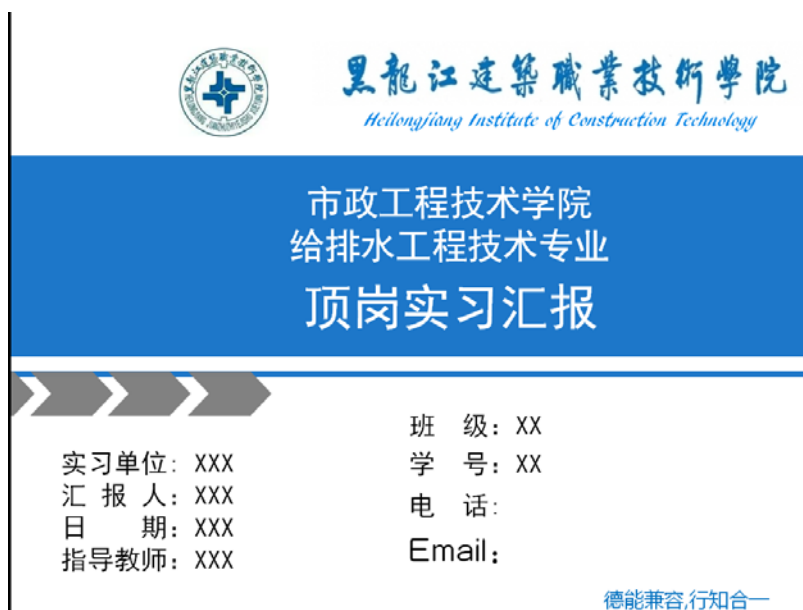 黑龍江建築職業技術學院
Heilongjiang Institute of Construction Technology
市政工程技术学院
给排水工程技术专业
顶岗实习汇报
实习单位: XXX
汇 报 人：XXX
日 期：XXX
指导教师：XXX
班 级：XX
学 号：XX
电 话:
Email：
德能兼容,行知合一